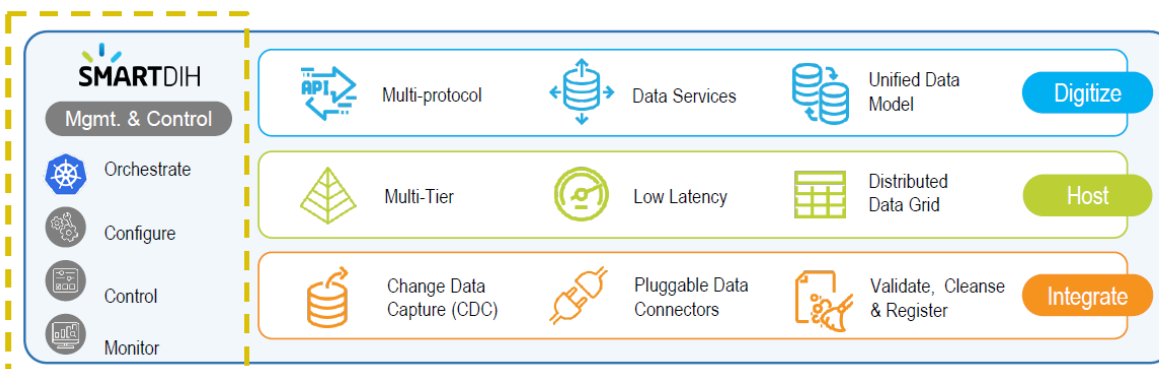 SMARTDIH
Mgmt. & Control
Orchestrate
Configure
Control
Monitor
API
Multi-protocol
Data Services
Unified Data
Model
Digitize
Multi-Tier
Low Latency
Distributed
Data Grid
Host
Change Data
Capture (CDC)
Pluggable Data
Connectors
Validate, Cleanse
& Register
Integrate